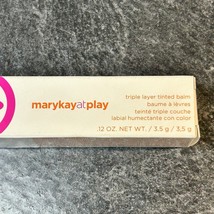 marykayatplay
triple layer tinted balm
baume à lèvres
teinté triple couche
labial humectante con color
.12 OZ. NET WT. / 3.5 g / 3,5 g